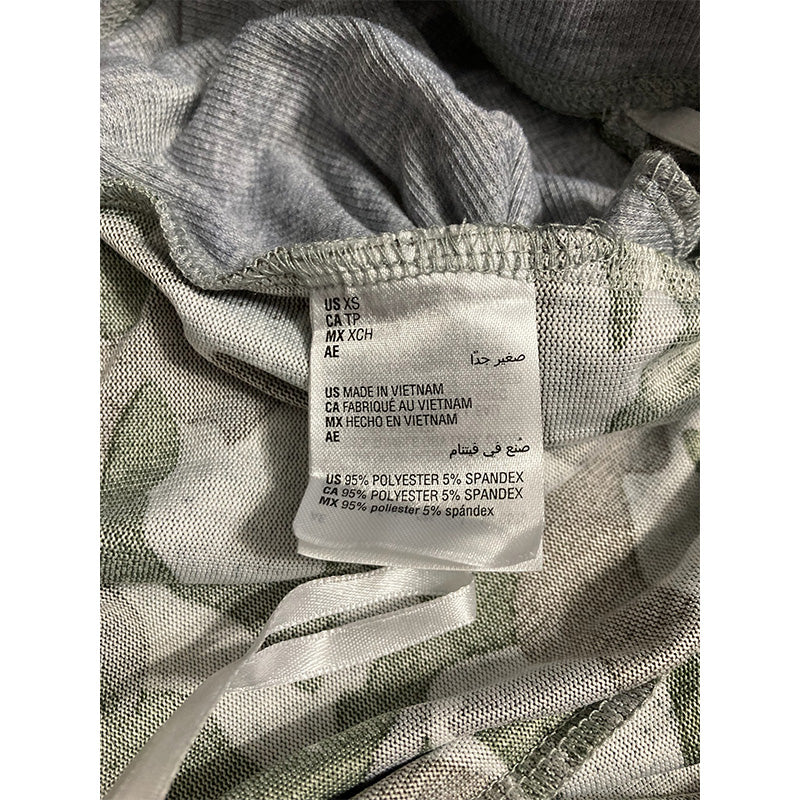 US XS
CA TP
MX XCH
AE
صغير جدًا
US MADE IN VIETNAM
CA FABRIQUÉ AU VIETNAM
MX HECHO EN VIETNAM
AE
صُنع في فيتنام
US 95% POLYESTER 5% SPANDEX
CA 95% POLYESTER 5% SPANDEX
MX 95% poliester 5% spándex